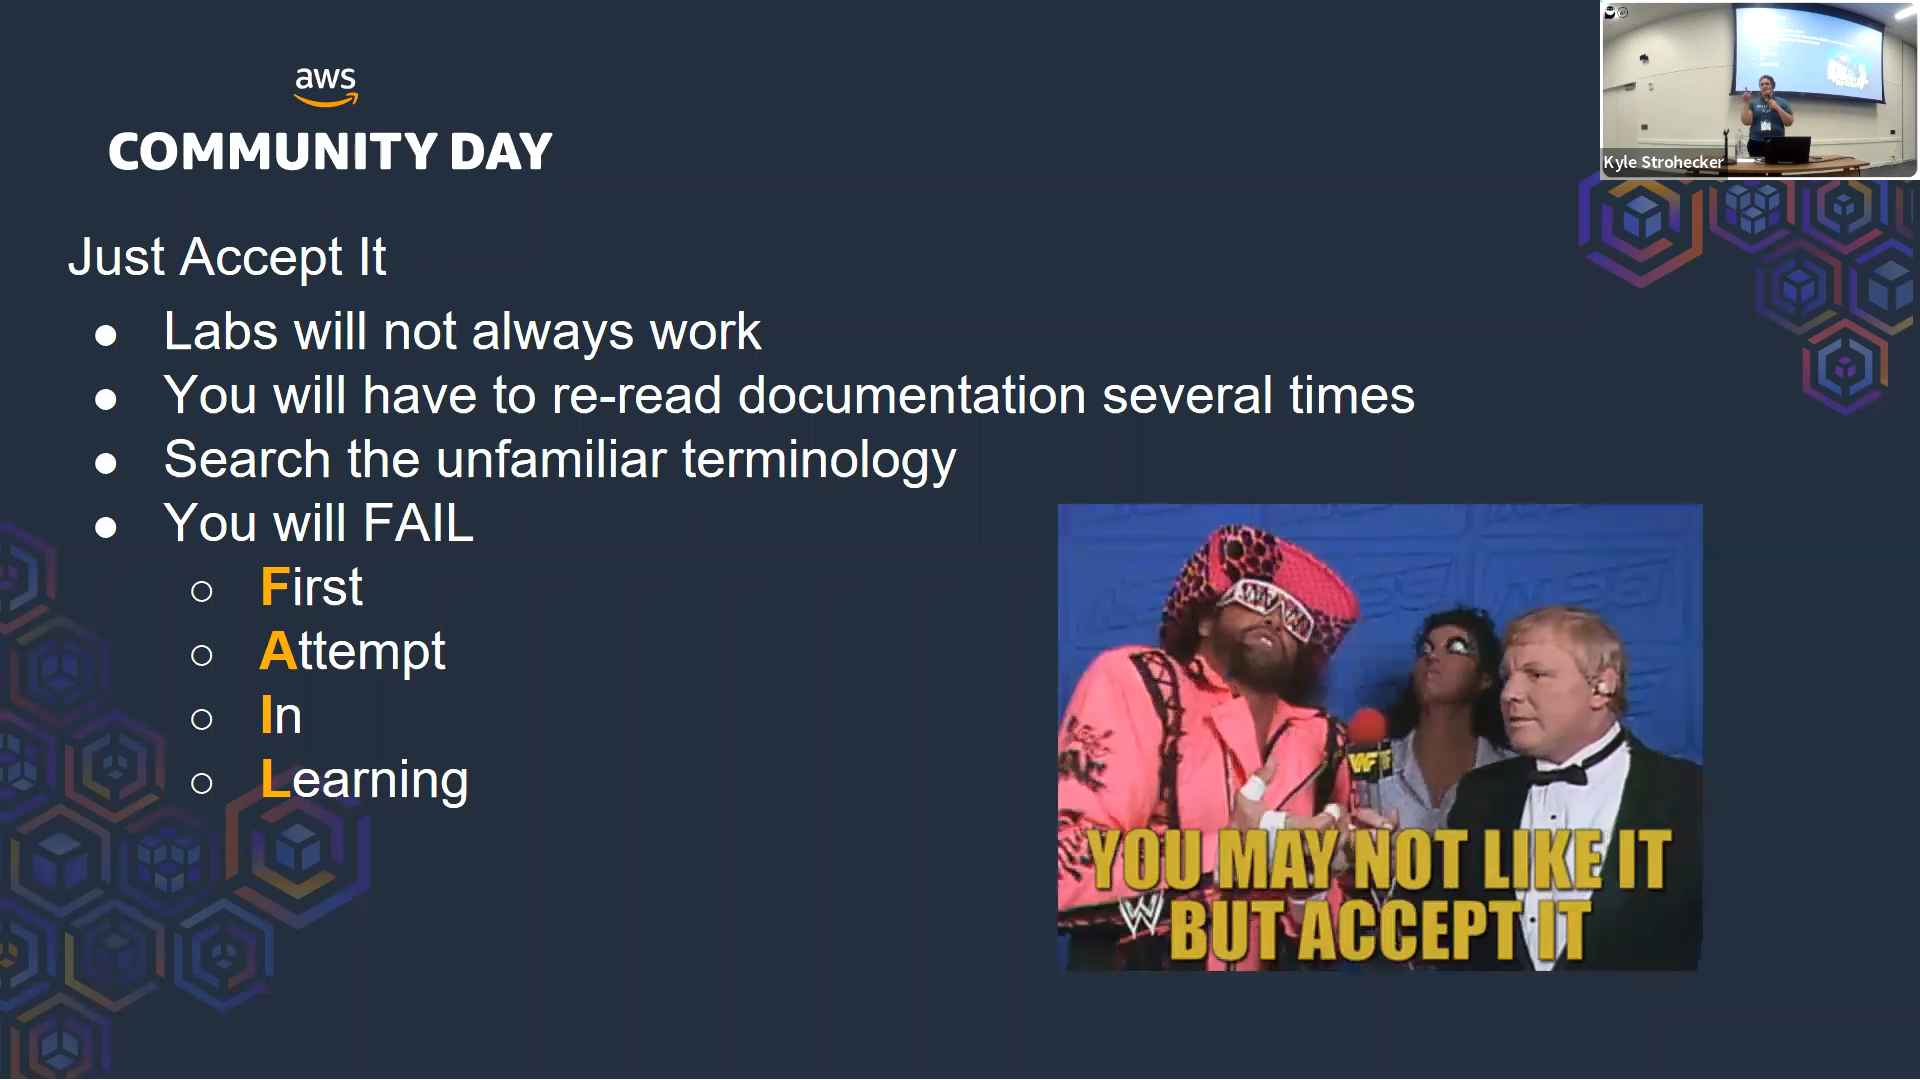 aws
COMMUNITY DAY
Kyle Strohecker
Just Accept It
● Labs will not always work
● You will have to re-read documentation several times
● Search the unfamiliar terminology
● You will FAIL
○ First
○ Attempt
○ In
○ Learning
YOU MAY NOT LIKE IT
W BUT ACCEPT IT